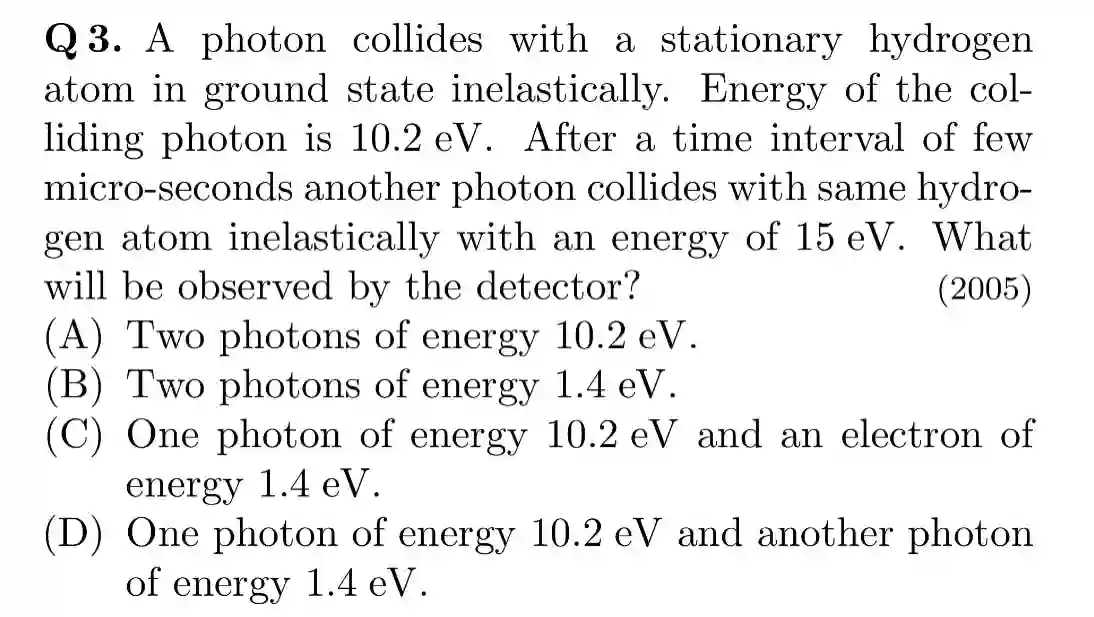 Q 3. A photon collides with a stationary hydrogen
atom in ground state inelastically. Energy of the col-
liding photon is 10.2 eV. After a time interval of few
micro-seconds another photon collides with same hydro-
gen atom inelastically with an energy of 15 eV. What
will be observed by the detector? (2005)
(A) Two photons of energy 10.2 eV.
(B) Two photons of energy 1.4 eV.
(C) One photon of energy 10.2 eV and an electron of
energy 1.4 eV.
(D) One photon of energy 10.2 eV and another photon
of energy 1.4 eV.